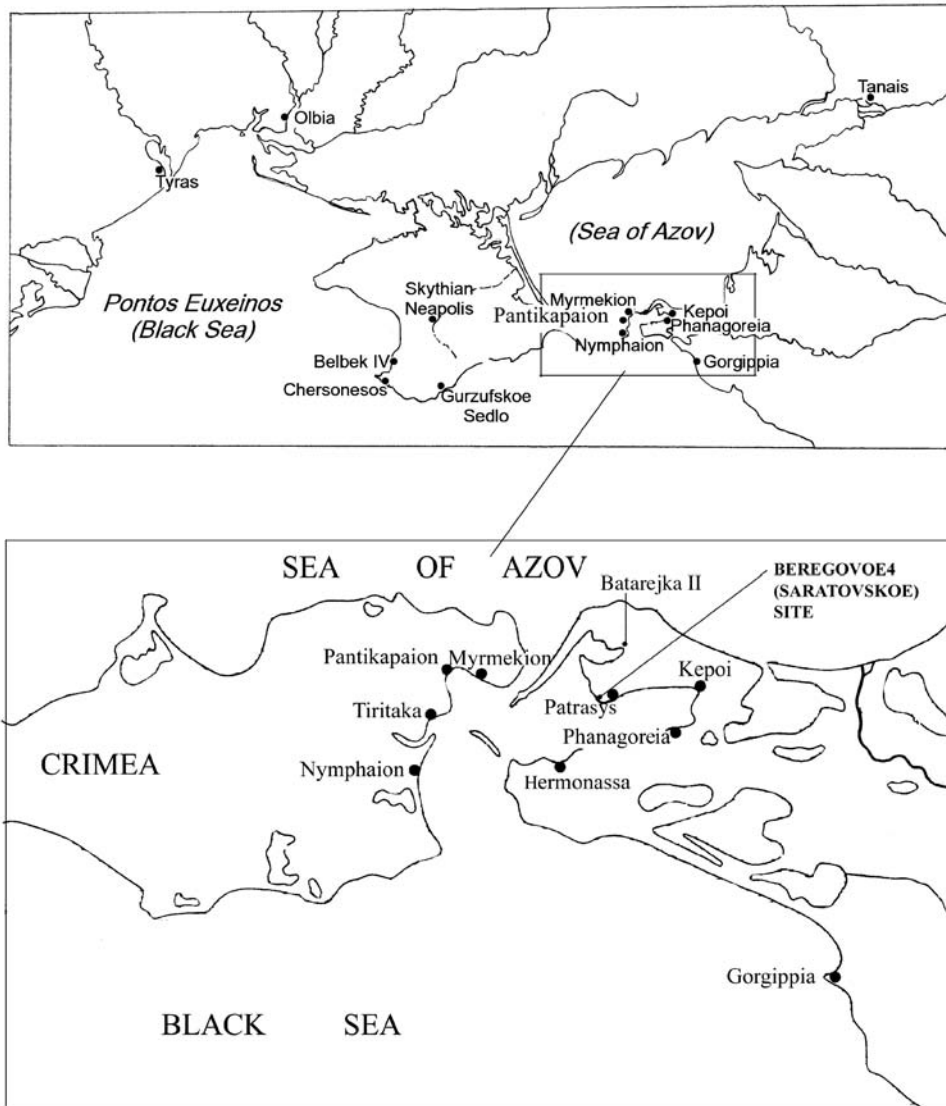 Tanais
Olbia
Tyras
(Sea of Azov)
Skythian
Neapolis
Pontos Euxeinos
(Black Sea)
Myrmekion
Pantikapaion
Kepoi
Phanagoreia
Nymphaion
Belbek IV
Gorgippia
Chersonesos
Gurzufskoe
Sedlo
SEA OF AZOV
BEREGOVOE4
(SARATOVSKOE)
SITE
Batarejka II
Pantikapaion
Myrmekion
Kepoi
Patrasys
Tiritaka
Phanagoreia
CRIMEA
Nymphaion
Hermonassa
Gorgippia
BLACK SEA